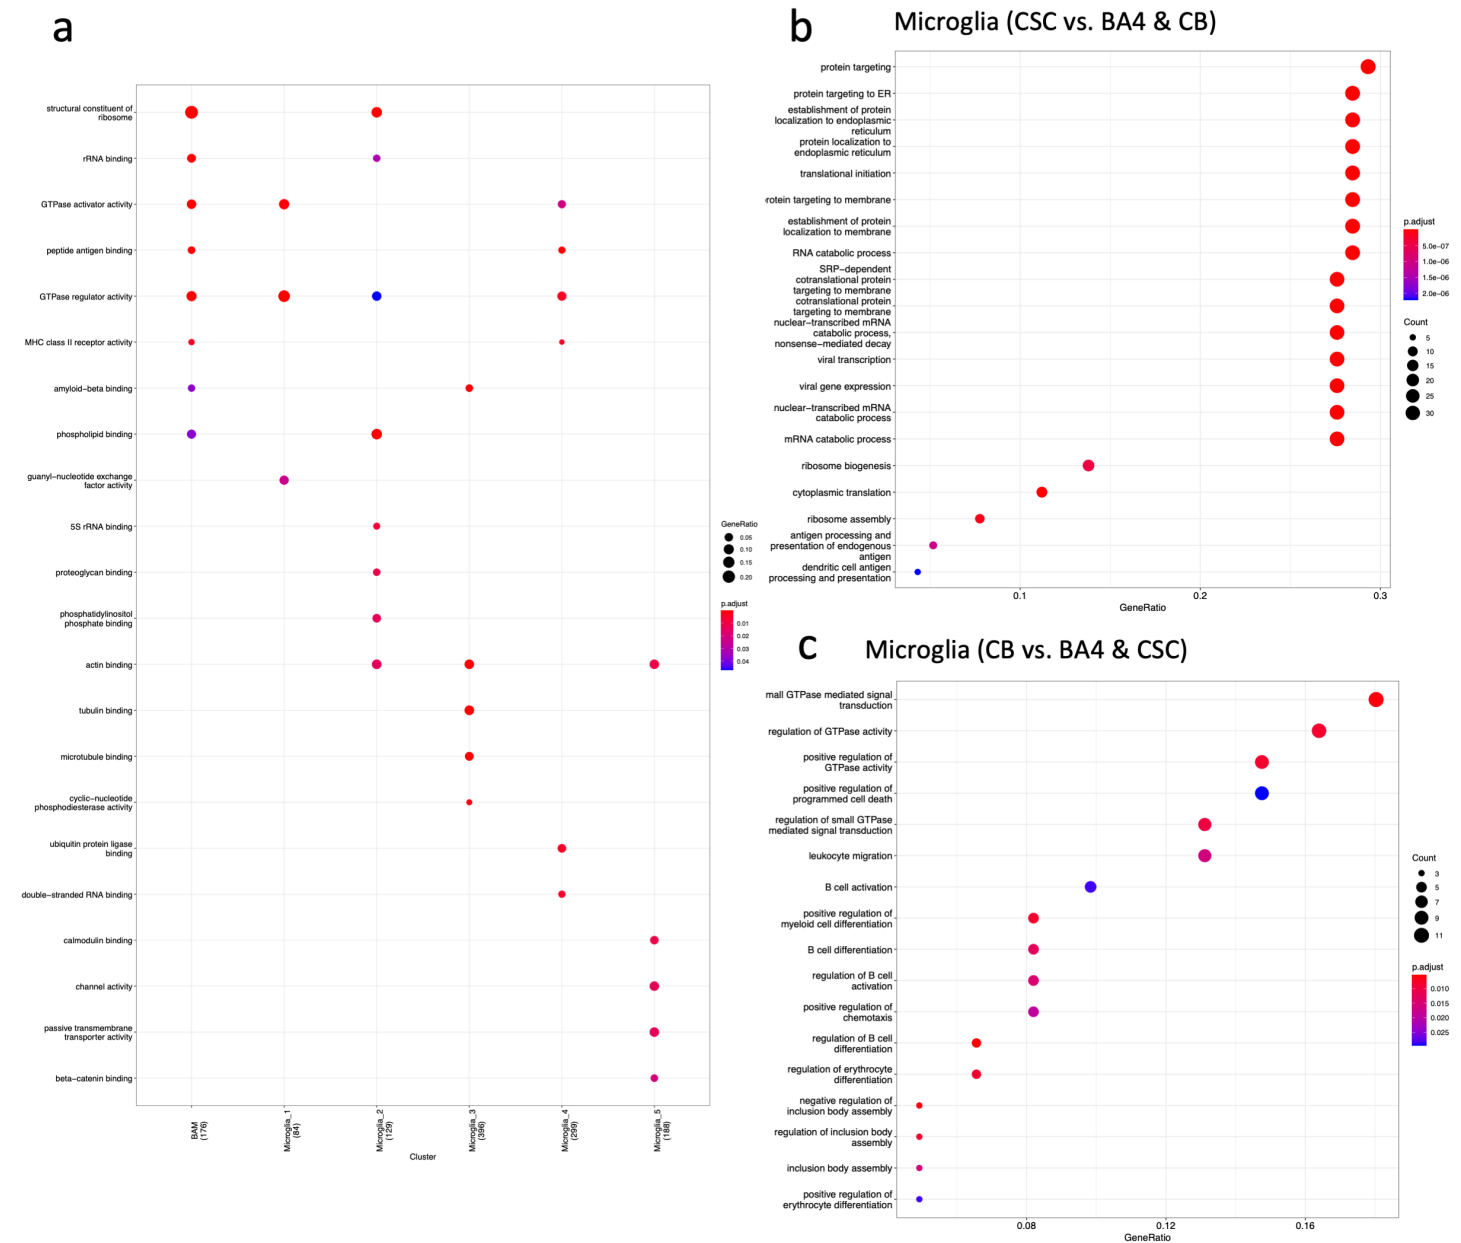 a
structural constituent of
ribosome
rRNA binding
GTPase activator activity
peptide antigen binding
GTPase regulator activity
MHC class II receptor activity
amyloid−beta binding
phospholipid binding
guanyl−nucleotide exchange
factor activity
5S rRNA binding
proteoglycan binding
phosphatidylinositol
phosphate binding
actin binding
tubulin binding
microtubule binding
cyclic−nucleotide
phosphodiesterase activity
ubiquitin protein ligase
binding
double−stranded RNA binding
calmodulin binding
channel activity
passive transmembrane
transporter activity
beta−catenin binding
BAM
(176)
Microglia_1
(84)
Microglia_2
(129)
Microglia_3
(396)
Microglia_4
(299)
Microglia_5
(188)
Cluster
GeneRatio
0.05
0.10
0.15
0.20
p.adjust
0.01
0.02
0.03
0.04
b
Microglia (CSC vs. BA4 & CB)
protein targeting
protein targeting to ER
establishment of protein
localization to endoplasmic
reticulum
protein localization to
endoplasmic reticulum
translational initiation
rotein targeting to membrane
establishment of protein
localization to membrane
RNA catabolic process
SRP−dependent
cotranslational protein
targeting to membrane
cotranslational protein
targeting to membrane
nuclear−transcribed mRNA
catabolic process,
nonsense−mediated decay
viral transcription
viral gene expression
nuclear−transcribed mRNA
catabolic process
mRNA catabolic process
ribosome biogenesis
cytoplasmic translation
ribosome assembly
antigen processing and
presentation of endogenous
antigen
dendritic cell antigen
processing and presentation
0.1
0.2
0.3
GeneRatio
p.adjust
5.0e−07
1.0e−06
1.5e−06
2.0e−06
Count
5
10
15
20
25
30
c
Microglia (CB vs. BA4 & CSC)
mall GTPase mediated signal
transduction
regulation of GTPase activity
positive regulation of
GTPase activity
positive regulation of
programmed cell death
regulation of small GTPase
mediated signal transduction
leukocyte migration
B cell activation
positive regulation of
myeloid cell differentiation
B cell differentiation
regulation of B cell
activation
positive regulation of
chemotaxis
regulation of B cell
differentiation
regulation of erythrocyte
differentiation
negative regulation of
inclusion body assembly
regulation of inclusion body
assembly
inclusion body assembly
positive regulation of
erythrocyte differentiation
0.08
0.12
0.16
GeneRatio
Count
3
5
7
9
11
p.adjust
0.010
0.015
0.020
0.025